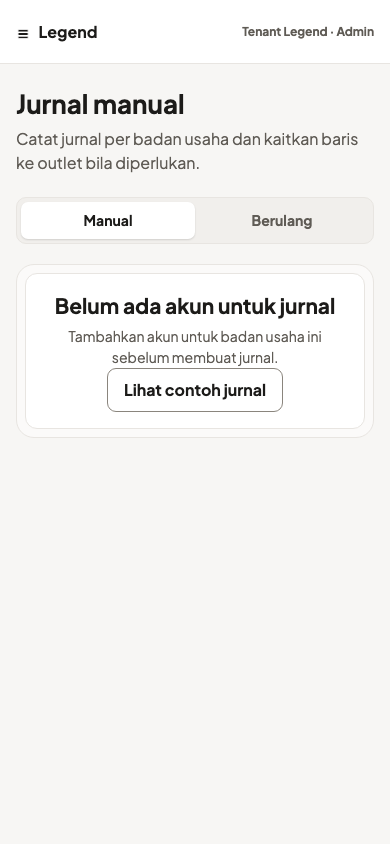 ≡ Legend
Tenant Legend · Admin
Jurnal manual
Catat jurnal per badan usaha dan kaitkan baris
ke outlet bila diperlukan.
Manual
Berulang
Belum ada akun untuk jurnal
Tambahkan akun untuk badan usaha ini
sebelum membuat jurnal.
Lihat contoh jurnal